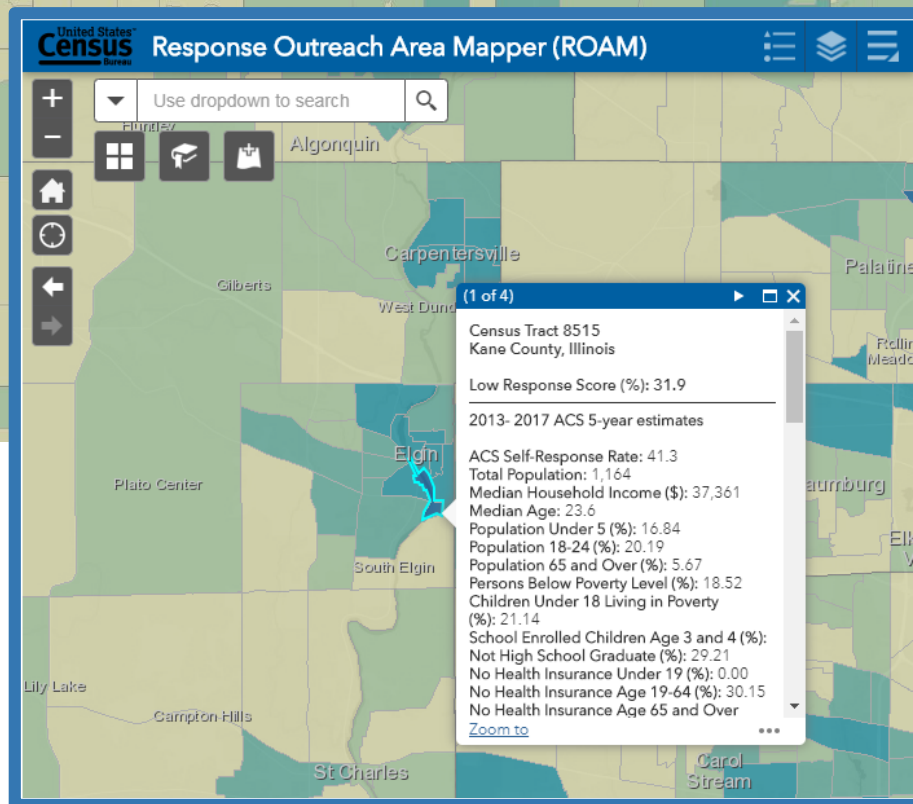 United States™
Census
Bureau
Response Outreach Area Mapper (ROAM)
Use dropdown to search
Huntley
Algonquin
Carpentersville
Gilberts
West Dund
Palatine
Rollin
Meado
(1 of 4)
Census Tract 8515
Kane County, Illinois
Low Response Score (%): 31.9
2013- 2017 ACS 5-year estimates
ACS Self-Response Rate: 41.3
Total Population: 1,164
Median Household Income ($): 37,361
Median Age: 23.6
Population Under 5 (%): 16.84
Population 18-24 (%): 20.19
Population 65 and Over (%): 5.67
Persons Below Poverty Level (%): 18.52
Children Under 18 Living in Poverty
(%): 21.14
School Enrolled Children Age 3 and 4 (%):
Not High School Graduate (%): 29.21
No Health Insurance Under 19 (%): 0.00
No Health Insurance Age 19-64 (%): 30.15
No Health Insurance Age 65 and Over
Zoom to
Elgin
Plato Center
aumburg
Elk
V
South Elgin
Lily Lake
Campton Hills
St Charles
Carol
Stream